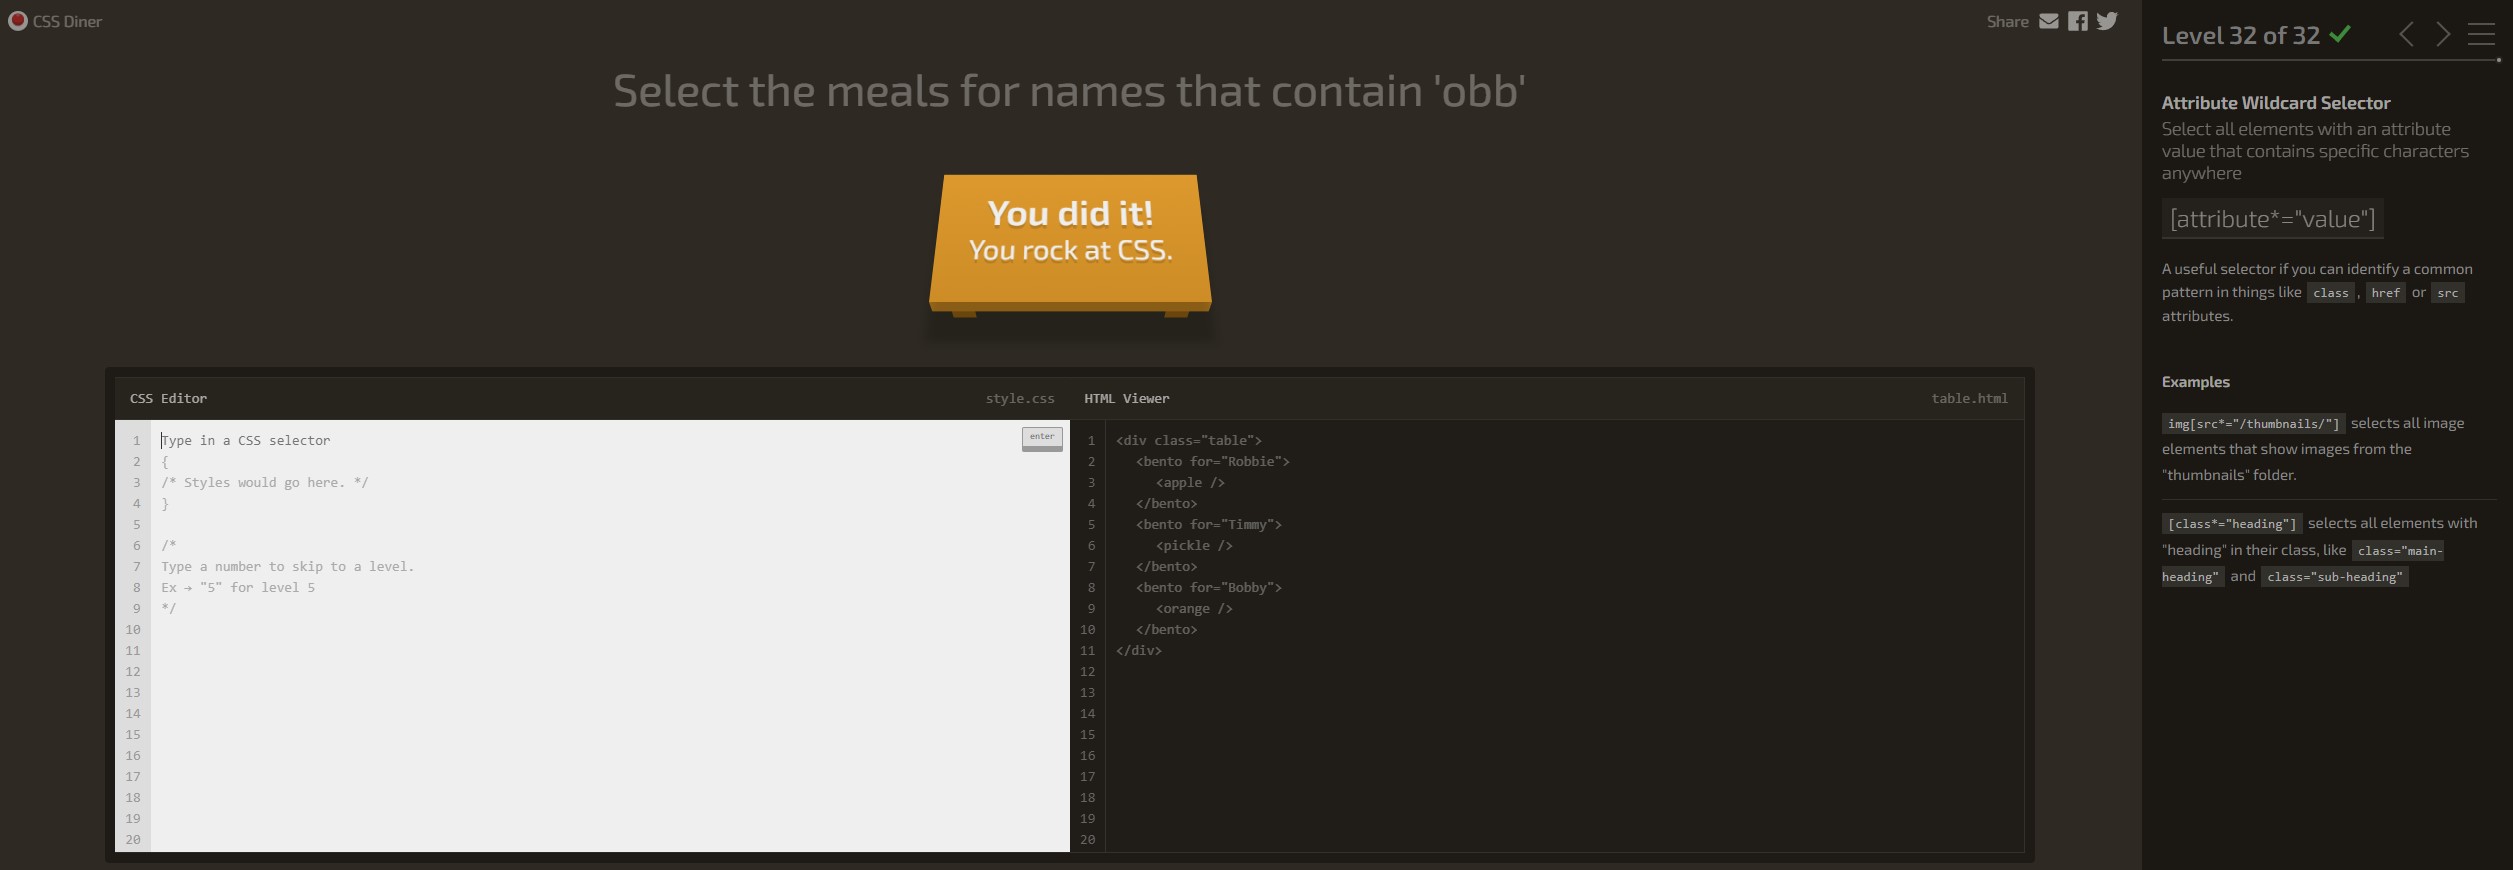 CSS Diner
Share
Select the meals for names that contain 'obb'
You did it!
You rock at CSS.
CSS Editor
style.css
1 Type in a CSS selector
enter
2 {
3 /* Styles would go here. */
4 }
5
6 /*
7 Type a number to skip to a level.
8 Ex → "5" for level 5
9 */
10
11
12
13
14
15
16
17
18
19
20
HTML Viewer
table.html
1 <div class="table">
2 <bento for="Robbie">
3 <apple />
4 </bento>
5 <bento for="Timmy">
6 <pickle />
7 </bento>
8 <bento for="Bobby">
9 <orange />
10 </bento>
11 </div>
12
13
14
15
16
17
18
19
20
Level 32 of 32
Attribute Wildcard Selector
Select all elements with an attribute
value that contains specific characters
anywhere
[attribute*="value"]
A useful selector if you can identify a common
pattern in things like class , href or src
attributes.
Examples
img[src*="/thumbnails/"] selects all image
elements that show images from the
"thumbnails" folder.
[class*="heading"] selects all elements with
"heading" in their class, like class="main-
heading" and class="sub-heading"